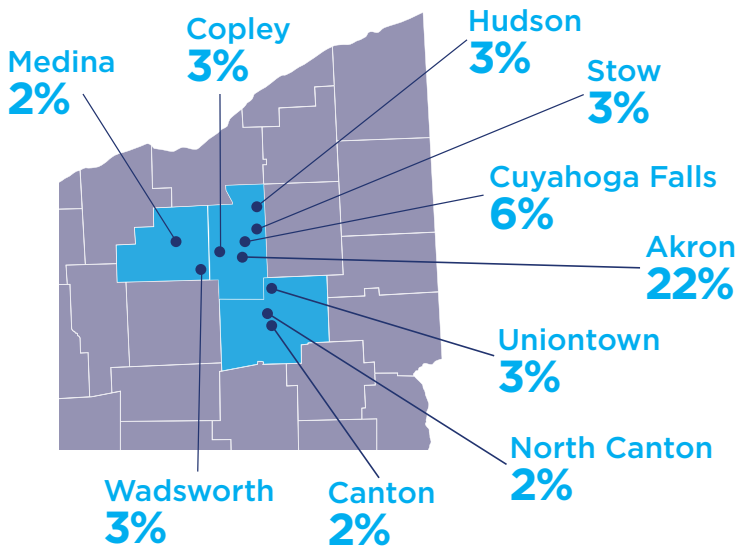 Hudson
3%
Copley
3%
Medina
2%
Stow
3%
Cuyahoga Falls
6%
Akron
22%
Uniontown
3%
North Canton
2%
Wadsworth
3%
Canton
2%